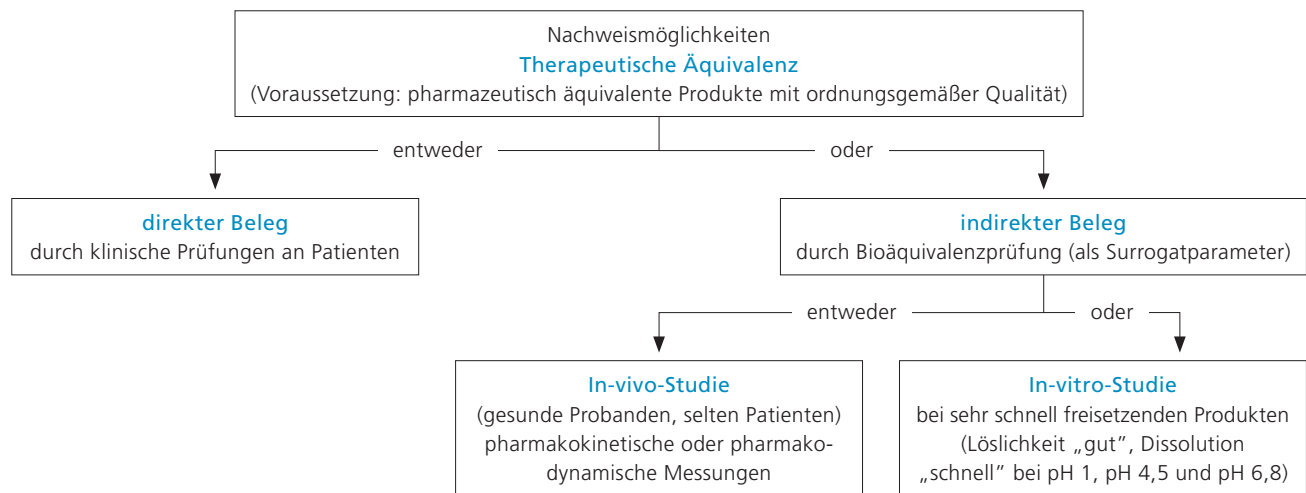 Nachweismöglichkeiten
Therapeutische Äquivalenz
(Voraussetzung: pharmazeutisch äquivalente Produkte mit ordnungsgemäßer Qualität)
entweder
oder
direkter Beleg
durch klinische Prüfungen an Patienten
indirekter Beleg
durch Bioäquivalenzprüfung (als Surrogatparameter)
entweder
oder
In-vivo-Studie
(gesunde Probanden, selten Patienten)
pharmakokinetische oder pharmako-
dynamische Messungen
In-vitro-Studie
bei sehr schnell freisetzenden Produkten
(Löslichkeit „gut”, Dissolution
„schnell” bei pH 1, pH 4,5 und pH 6,8)